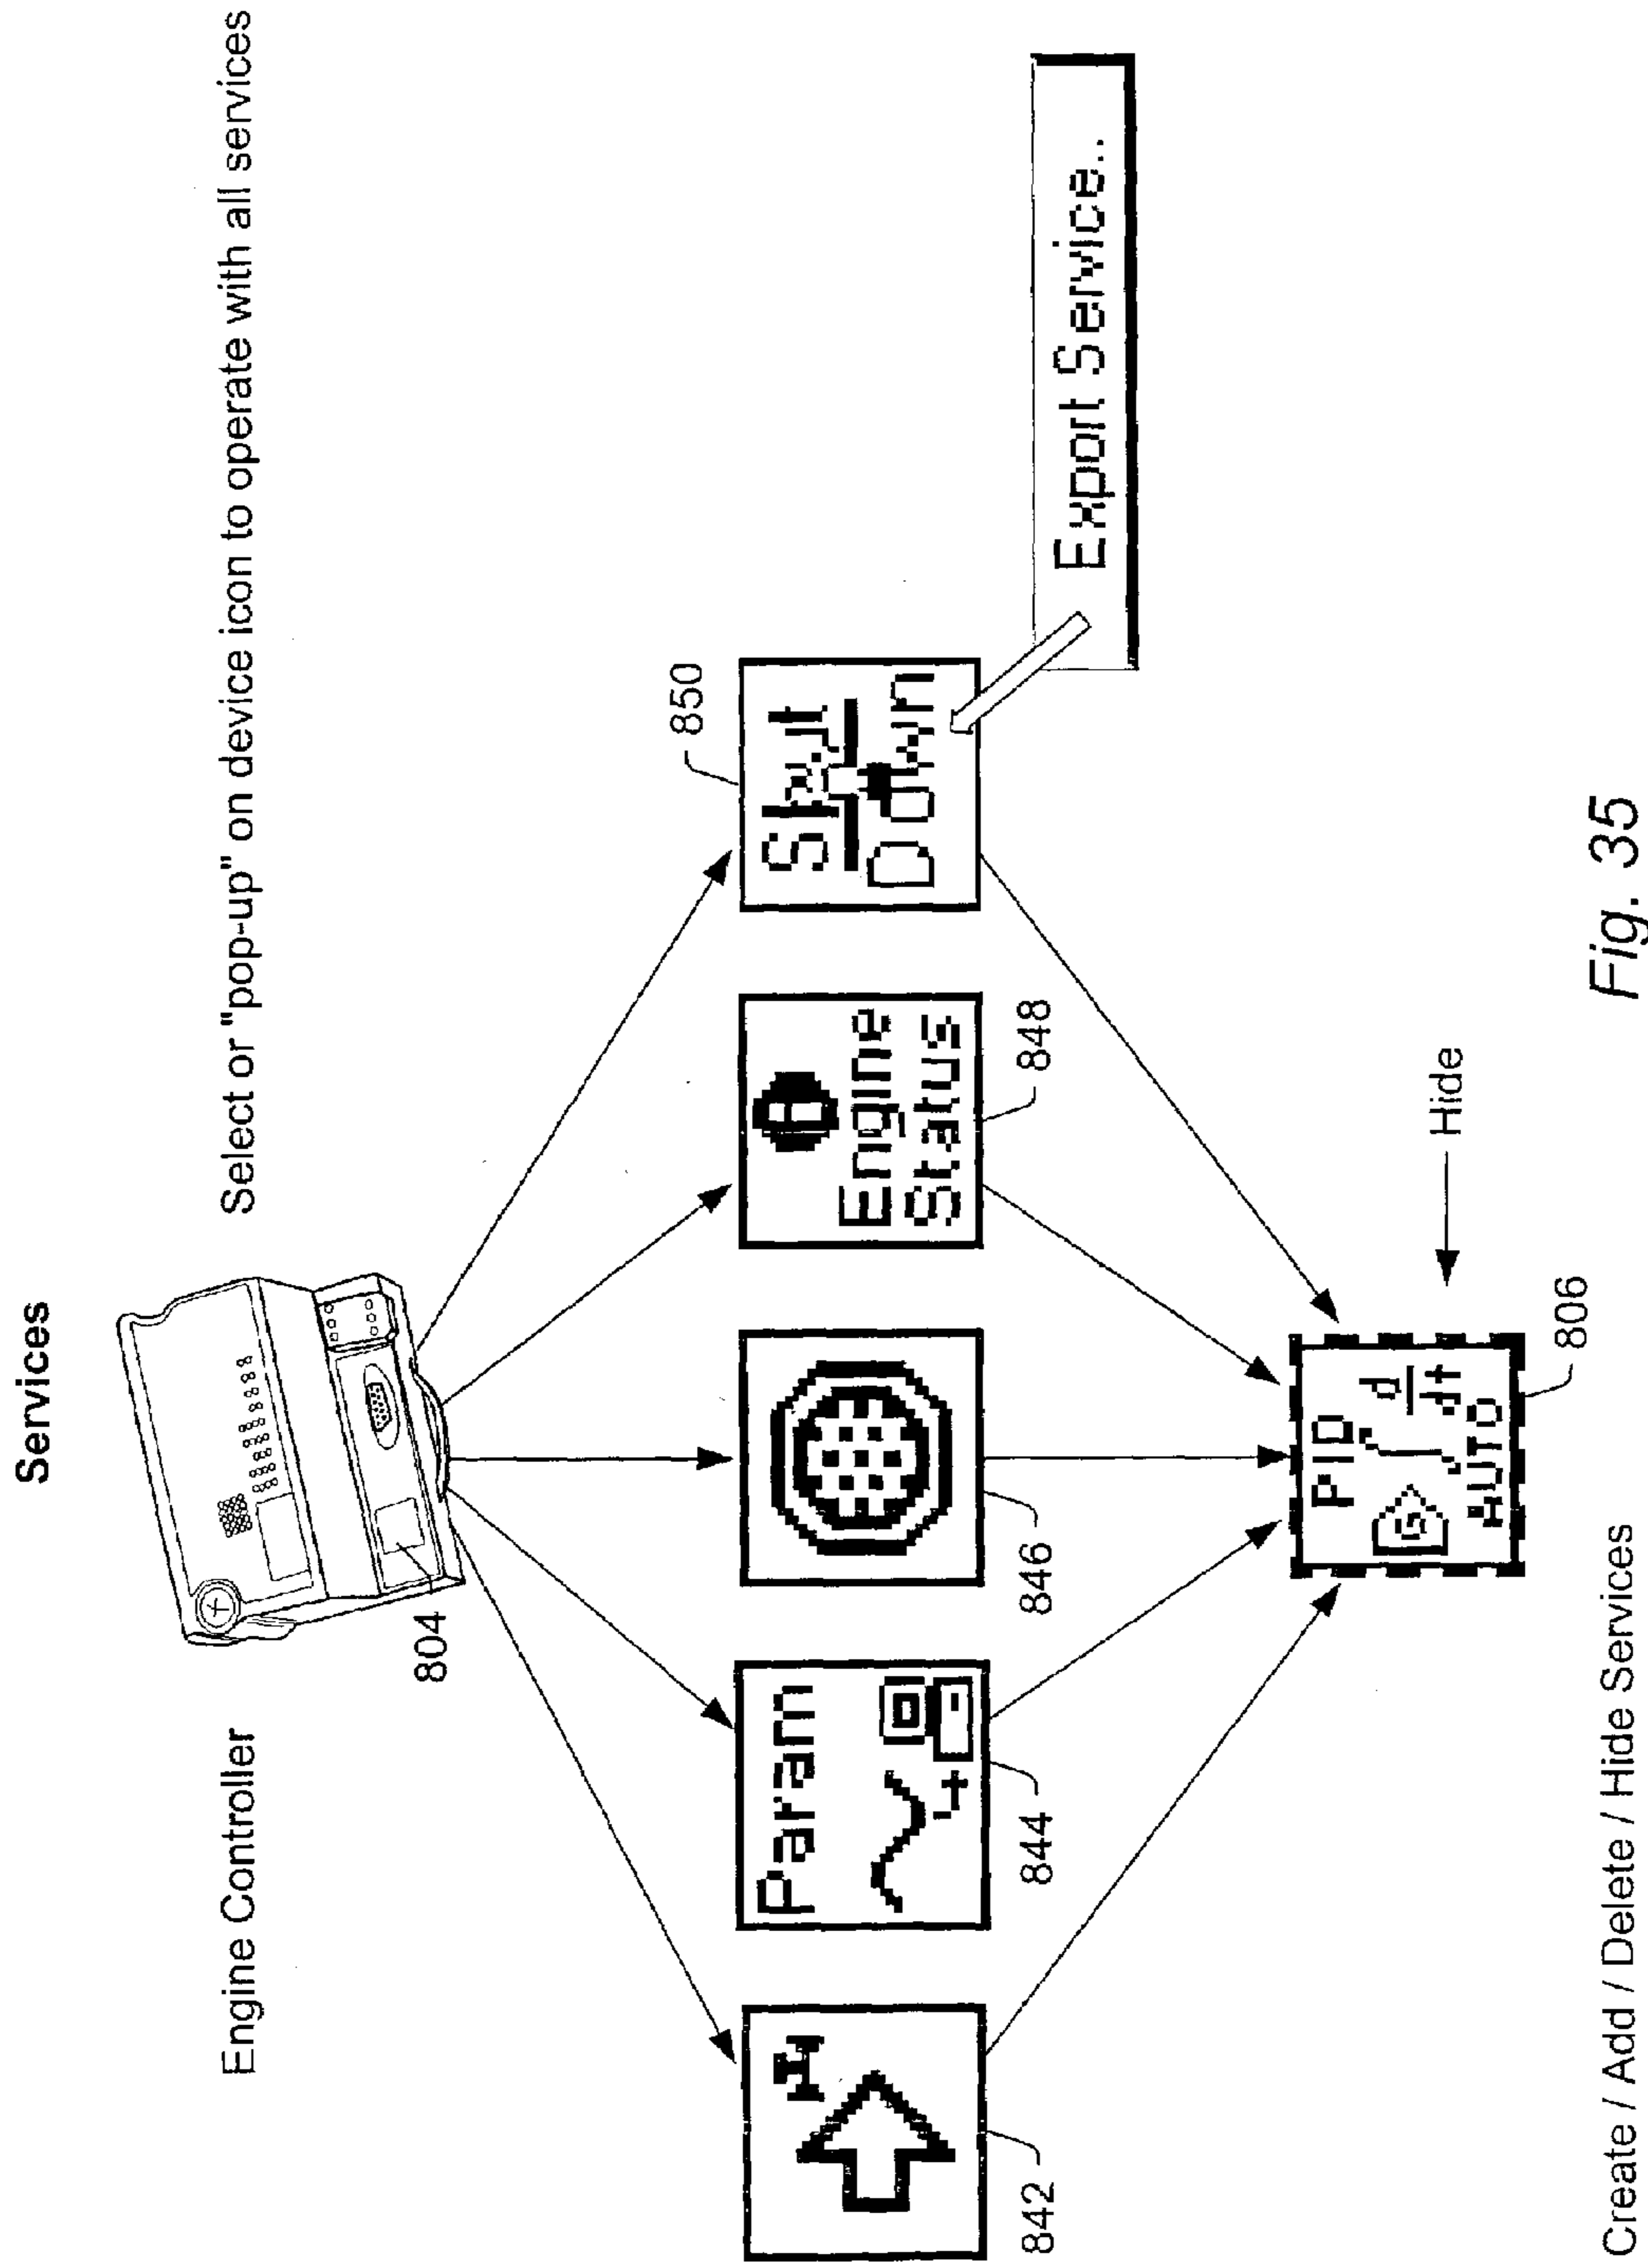 Services
Engine Controller
Select or "pop-up" on device icon to operate with all services
804
850
Param
Engine
Status
Shut
Down
842
844
846
848
Export Service..
PID
G
d
dt
AUTO
Hide
806
Create / Add / Delete / Hide Services
Fig. 35